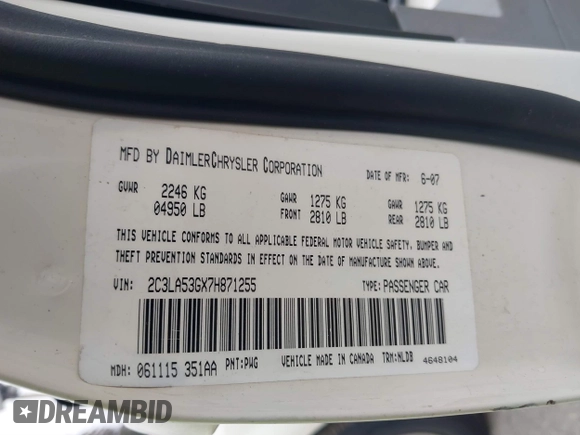 MFD BY DAIMLERCHRYSLER CORPORATION DATE OF MFR: 6-07
GVWR 2246 KG GAWR 1275 KG GAWR 1275 KG
04950 LB FRONT 2810 LB REAR 2810 LB
THIS VEHICLE CONFORMS TO ALL APPLICABLE FEDERAL MOTOR VEHICLE SAFETY, BUMPER AND
THEFT PREVENTION STANDARDS IN EFFECT ON THE DATE OF MANUFACTURE SHOWN ABOVE.
VIN: 2C3LA53GX7H871255 TYPE: PASSENGER CAR
MDH: 061115 351AA PNT:PWG VEHICLE MADE IN CANADA TRM:NLDB 4648104
DREAMBID